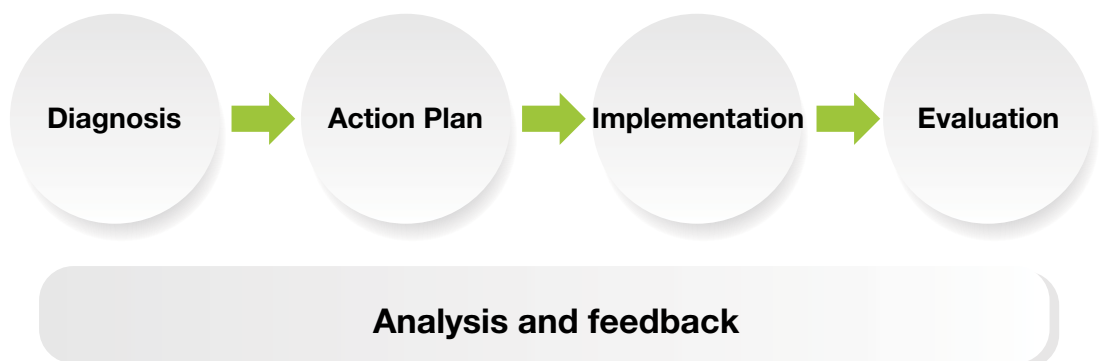 Diagnosis
Action Plan
Implementation
Evaluation
Analysis and feedback